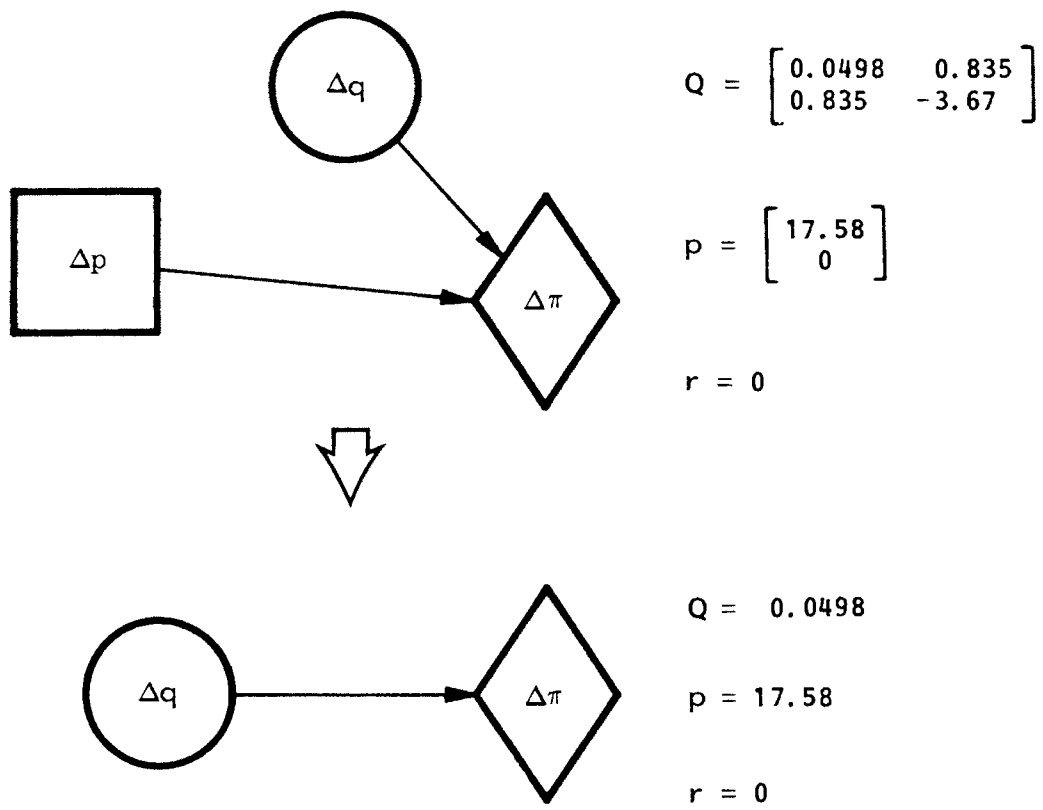 Δq
Q = [0.0498 0.835
0.835 -3.67]
Δp
p = [17.58
0]
Δπ
r = 0
Q = 0.0498
Δq
Δπ
p = 17.58
r = 0